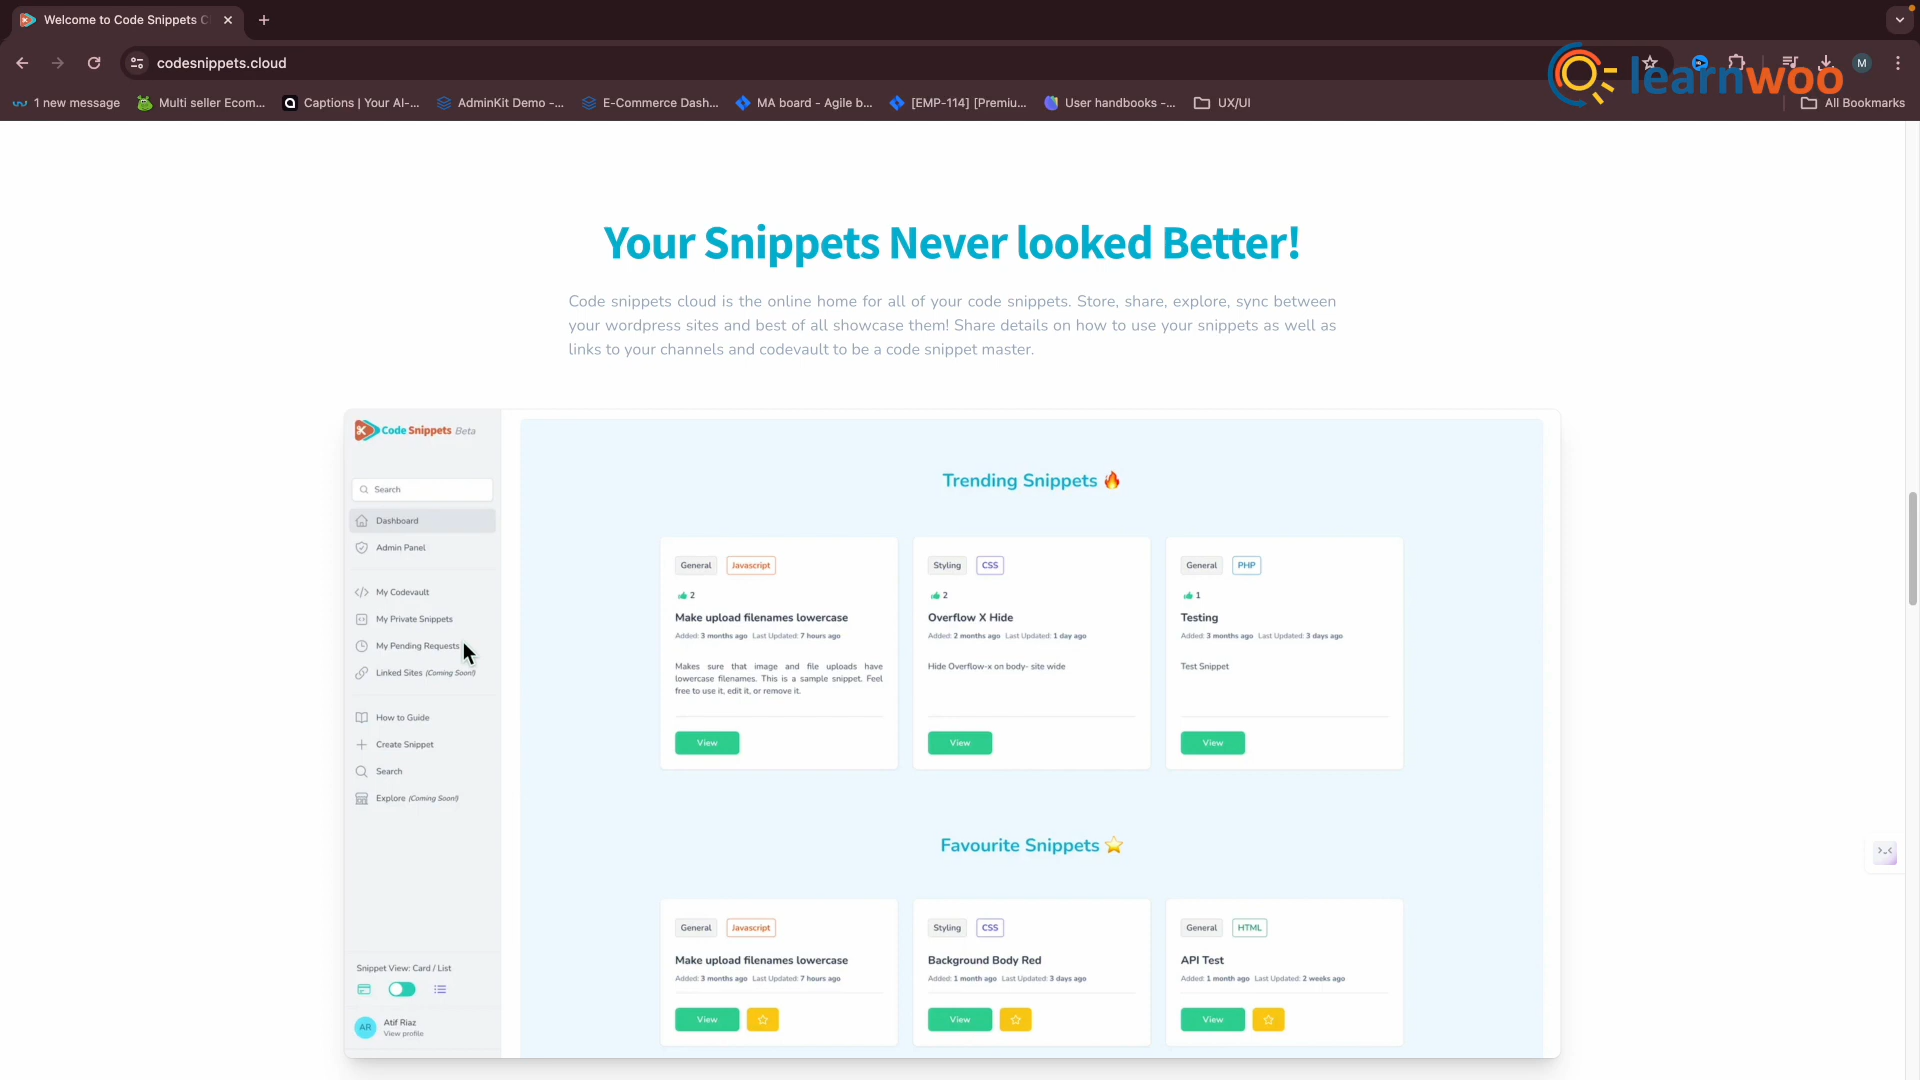 Welcome to Code Snippets C
codesnippets.cloud
M
learnwoo
1 new message
Multi seller Ecom...
Captions | Your AI-...
AdminKit Demo -...
E-Commerce Dash...
MA board - Agile b...
[EMP-114] [Premiu...
User handbooks -...
UX/UI
All Bookmarks
Your Snippets Never looked Better!
Code snippets cloud is the online home for all of your code snippets. Store, share, explore, sync between
your wordpress sites and best of all showcase them! Share details on how to use your snippets as well as
links to your channels and codevault to be a code snippet master.
Code Snippets Beta
Search
Dashboard
Admin Panel
My Codevault
My Private Snippets
My Pending Requests
Linked Sites (Coming Soon!)
How to Guide
Create Snippet
Search
Explore (Coming Soon!)
Snippet View: Card / List
AR
Atif Riaz
View profile
Trending Snippets
General Javascript
2
Make upload filenames lowercase
Added: 3 months ago Last Updated: 7 hours ago
Makes sure that image and file uploads have
lowercase filenames. This is a sample snippet. Feel
free to use it, edit it, or remove it.
View
Styling CSS
2
Overflow X Hide
Added: 2 months ago Last Updated: 1 day ago
Hide Overflow-x on body- site wide
View
General PHP
1
Testing
Added: 3 months ago Last Updated: 3 days ago
Test Snippet
View
Favourite Snippets
General Javascript
Make upload filenames lowercase
Added: 3 months ago Last Updated: 7 hours ago
View
Styling CSS
Background Body Red
Added: 1 month ago Last Updated: 3 days ago
View
General HTML
API Test
Added: 1 month ago Last Updated: 2 weeks ago
View